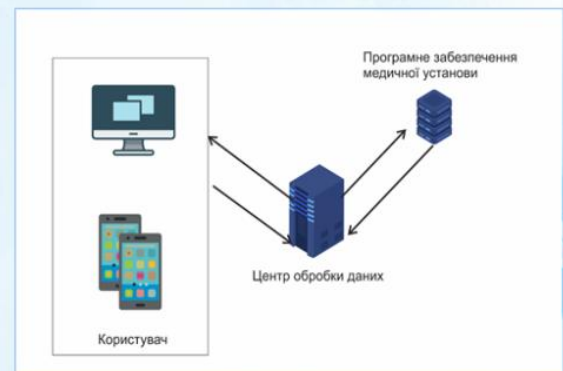 Програмне забезпечення
медичної установи
Центр обробки даних
Користувач